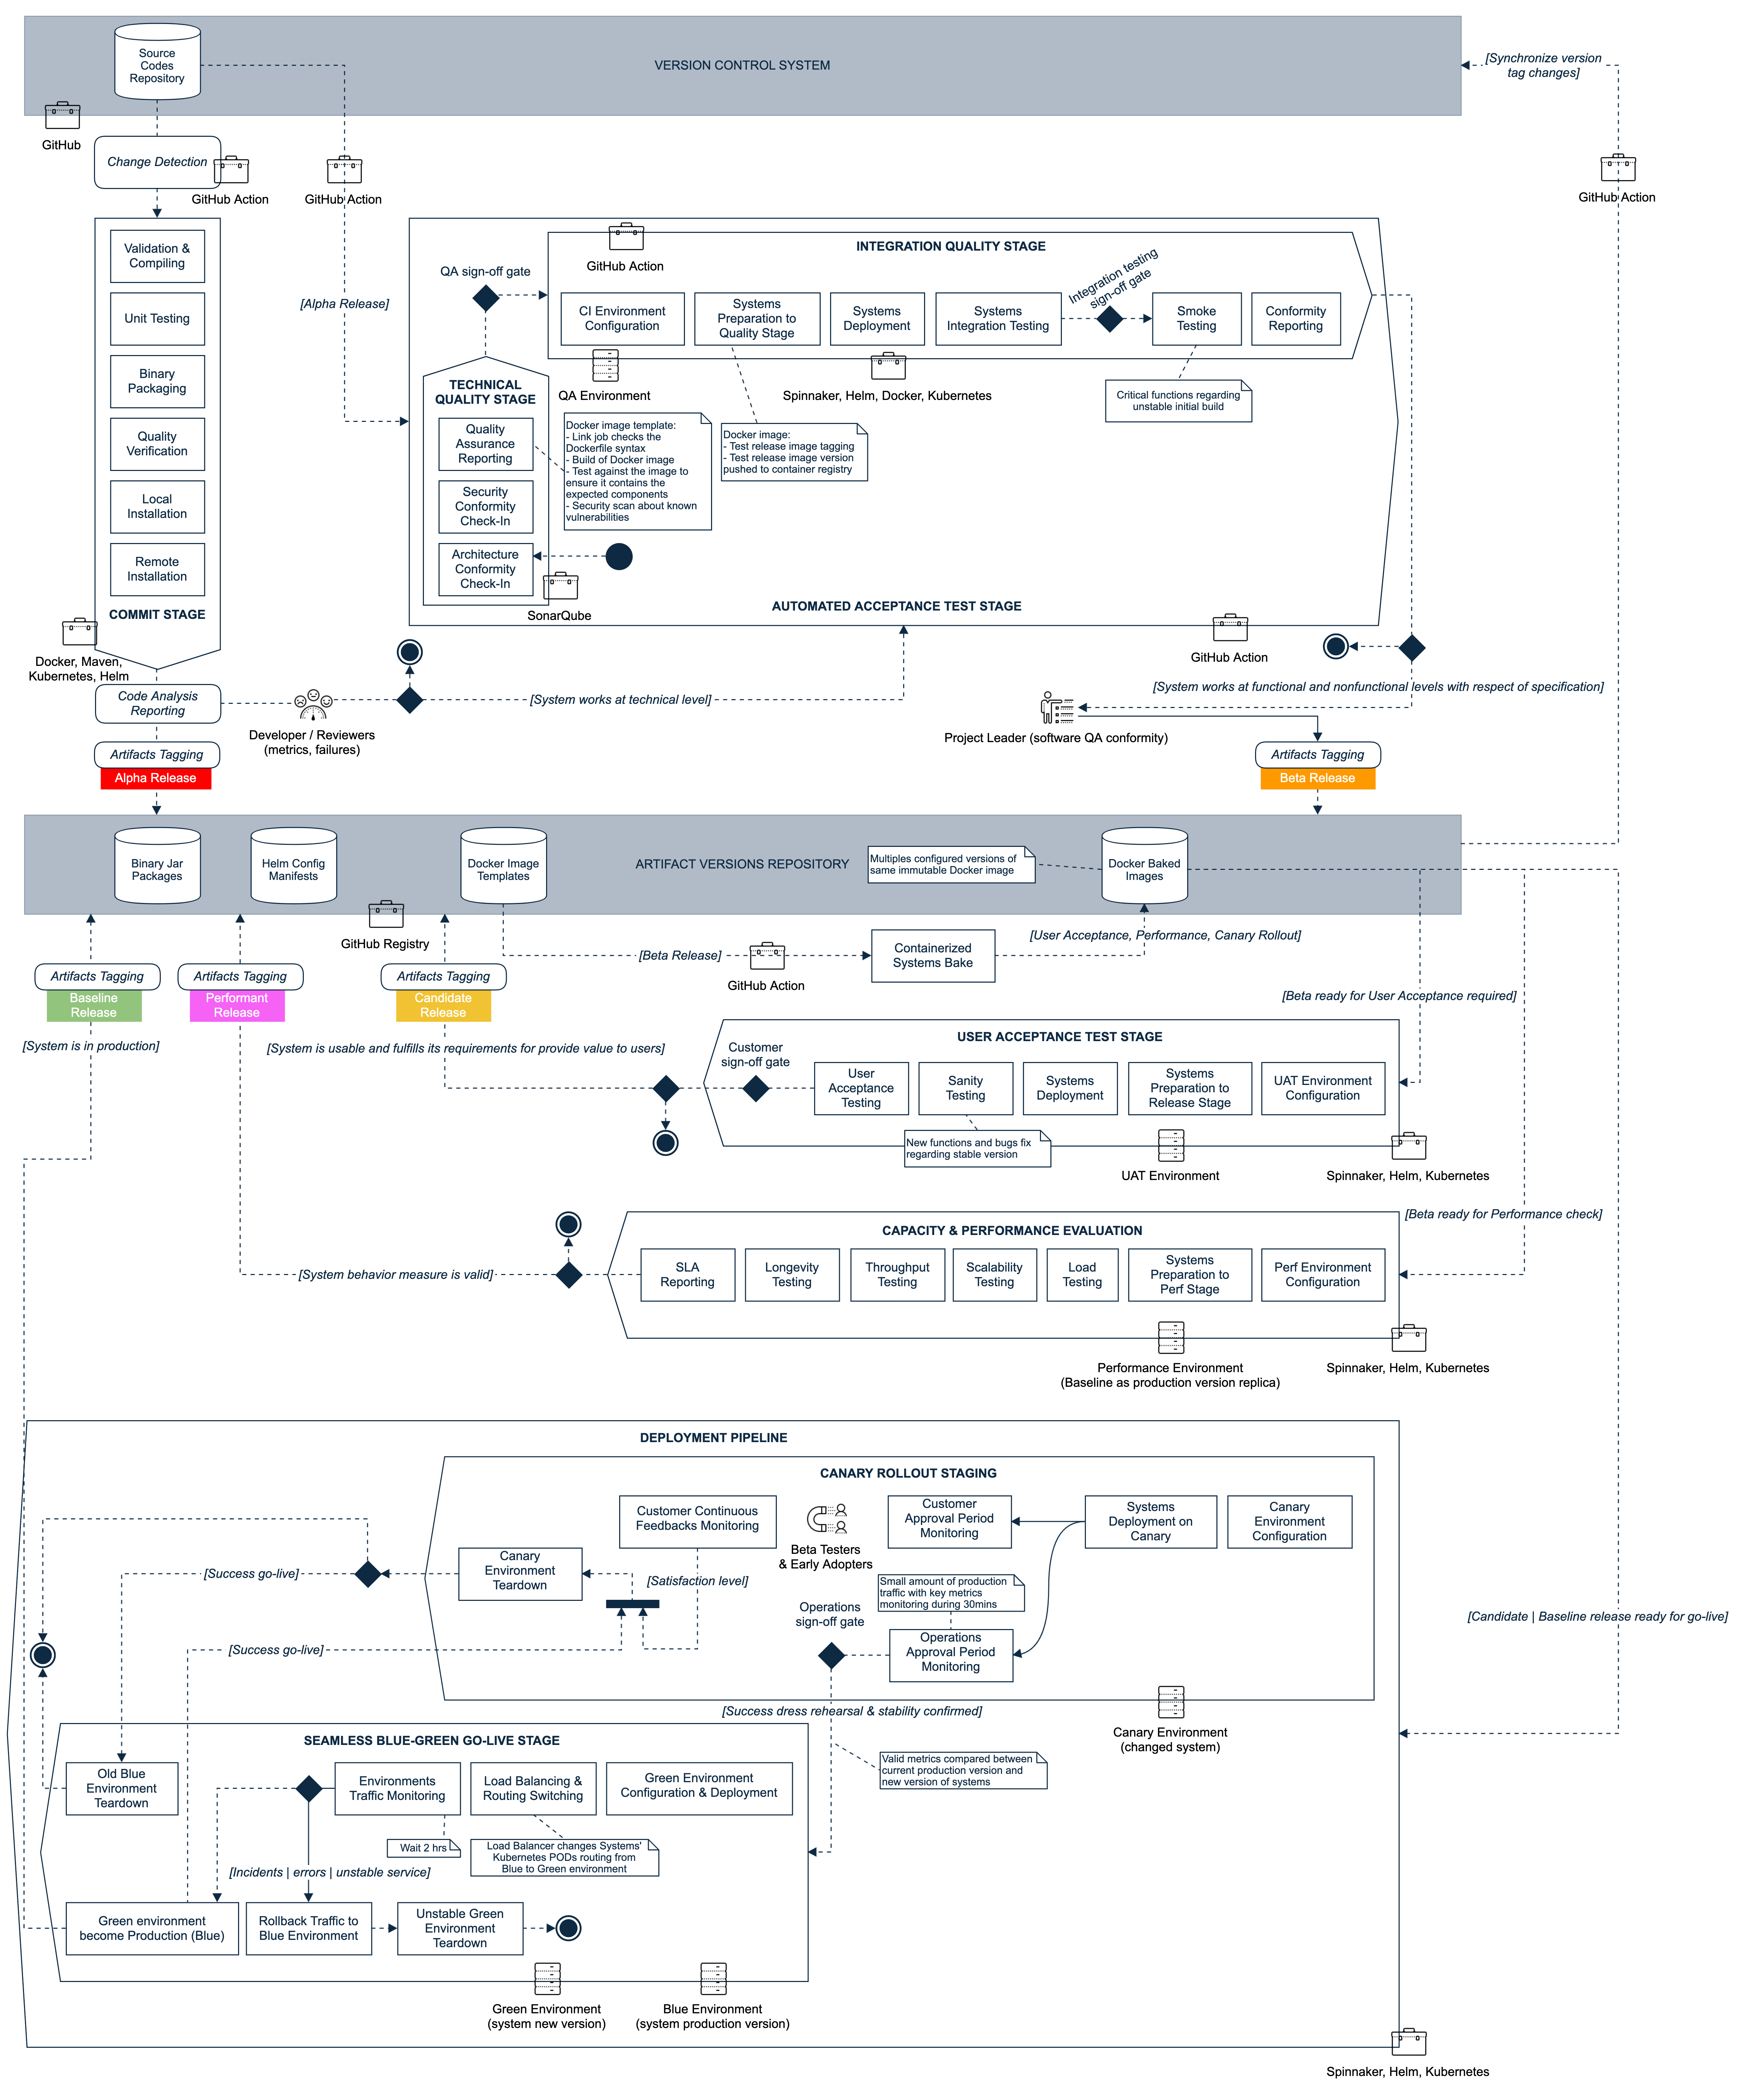 Source
Codes
Repository
VERSION CONTROL SYSTEM
[Synchronize version
tag changes]
GitHub
Change Detection
GitHub Action
GitHub Action
GitHub Action
Validation &
Compiling
Unit Testing
Binary
Packaging
Quality
Verification
Local
Installation
Remote
Installation
COMMIT STAGE
Docker, Maven,
Kubernetes, Helm
[Alpha Release]
QA sign-off gate
GitHub Action
INTEGRATION QUALITY STAGE
CI Environment
Configuration
Systems
Preparation to
Quality Stage
Systems
Deployment
Systems
Integration Testing
Integration testing
sign-off gate
Smoke
Testing
Conformity
Reporting
QA Environment
Spinnaker, Helm, Docker, Kubernetes
Critical functions regarding
unstable initial build
TECHNICAL
QUALITY STAGE
Quality
Assurance
Reporting
Security
Conformity
Check-In
Architecture
Conformity
Check-In
Docker image template:
- Link job checks the
Dockerfile syntax
- Build of Docker image
- Test against the image to
ensure it contains the
expected components
- Security scan about known
vulnerabilities
Docker image:
- Test release image tagging
- Test release image version
pushed to container registry
SonarQube
AUTOMATED ACCEPTANCE TEST STAGE
GitHub Action
Code Analysis
Reporting
Developer / Reviewers
(metrics, failures)
[System works at technical level]
[System works at functional and nonfunctional levels with respect of specification]
Project Leader (software QA conformity)
Artifacts Tagging
Alpha Release
Artifacts Tagging
Beta Release
Binary Jar
Packages
Helm Config
Manifests
Docker Image
Templates
ARTIFACT VERSIONS REPOSITORY
Multiples configured versions of
same immutable Docker image
Docker Baked
Images
GitHub Registry
[Beta Release]
GitHub Action
Containerized
Systems Bake
[User Acceptance, Performance, Canary Rollout]
Artifacts Tagging
Baseline
Release
Artifacts Tagging
Performant
Release
Artifacts Tagging
Candidate
Release
[System is in production]
[System is usable and fulfills its requirements for provide value to users]
[Beta ready for User Acceptance required]
Customer
sign-off gate
USER ACCEPTANCE TEST STAGE
User
Acceptance
Testing
Sanity
Testing
Systems
Deployment
Systems
Preparation to
Release Stage
UAT Environment
Configuration
New functions and bugs fix
regarding stable version
UAT Environment
Spinnaker, Helm, Kubernetes
[Beta ready for Performance check]
CAPACITY & PERFORMANCE EVALUATION
[System behavior measure is valid]
SLA
Reporting
Longevity
Testing
Throughput
Testing
Scalability
Testing
Load
Testing
Systems
Preparation to
Perf Stage
Perf Environment
Configuration
Performance Environment
(Baseline as production version replica)
Spinnaker, Helm, Kubernetes
DEPLOYMENT PIPELINE
CANARY ROLLOUT STAGING
Customer Continuous
Feedbacks Monitoring
Beta Testers
& Early Adopters
Customer
Approval Period
Monitoring
Systems
Deployment on
Canary
Canary
Environment
Configuration
Canary
Environment
Teardown
[Success go-live]
[Satisfaction level]
Small amount of production
traffic with key metrics
monitoring during 30mins
Operations
sign-off gate
Operations
Approval Period
Monitoring
[Success go-live]
[Candidate | Baseline release ready for go-live]
[Success dress rehearsal & stability confirmed]
Canary Environment
(changed system)
Valid metrics compared between
current production version and
new version of systems
SEAMLESS BLUE-GREEN GO-LIVE STAGE
Old Blue
Environment
Teardown
Environments
Traffic Monitoring
Load Balancing &
Routing Switching
Green Environment
Configuration & Deployment
Wait 2 hrs
Load Balancer changes Systems'
Kubernetes PODs routing from
Blue to Green environment
[Incidents | errors | unstable service]
Green environment
become Production (Blue)
Rollback Traffic to
Blue Environment
Unstable Green
Environment
Teardown
Green Environment
(system new version)
Blue Environment
(system production version)
Spinnaker, Helm, Kubernetes